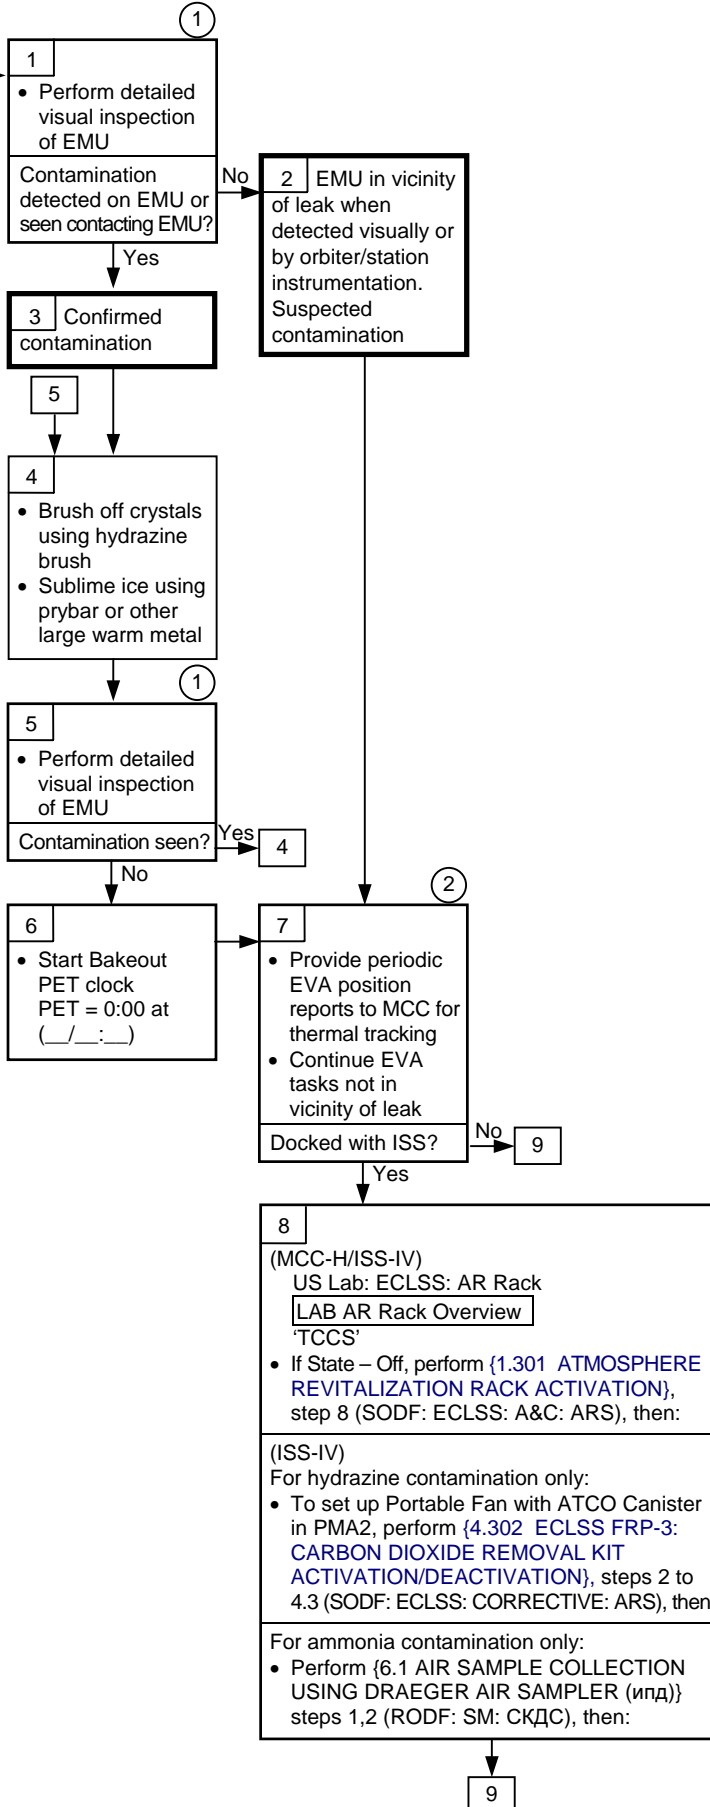 1
1
• Perform detailed
visual inspection
of EMU
Contamination
detected on EMU or
seen contacting EMU?
No
Yes
2 EMU in vicinity
of leak when
detected visually or
by orbiter/station
instrumentation.
Suspected
contamination
3 Confirmed
contamination
5
4
• Brush off crystals
using hydrazine
brush
• Sublime ice using
prybar or other
large warm metal
1
5
• Perform detailed
visual inspection
of EMU
Contamination seen?
Yes
4
No
6
• Start Bakeout
PET clock
PET = 0:00 at
(__/__:__)
2
7
• Provide periodic
EVA position
reports to MCC for
thermal tracking
• Continue EVA
tasks not in
vicinity of leak
Docked with ISS?
No
9
Yes
8
(MCC-H/ISS-IV)
US Lab: ECLSS: AR Rack
LAB AR Rack Overview
‘TCCS’
• If State – Off, perform {1.301 ATMOSPHERE
REVITALIZATION RACK ACTIVATION},
step 8 (SODF: ECLSS: A&C: ARS), then:
(ISS-IV)
For hydrazine contamination only:
• To set up Portable Fan with ATCO Canister
in PMA2, perform {4.302 ECLSS FRP-3:
CARBON DIOXIDE REMOVAL KIT
ACTIVATION/DEACTIVATION}, steps 2 to
4.3 (SODF: ECLSS: CORRECTIVE: ARS), then
For ammonia contamination only:
• Perform {6.1 AIR SAMPLE COLLECTION
USING DRAEGER AIR SAMPLER (ипд)}
steps 1,2 (RODF: SM: СКДС), then:
9